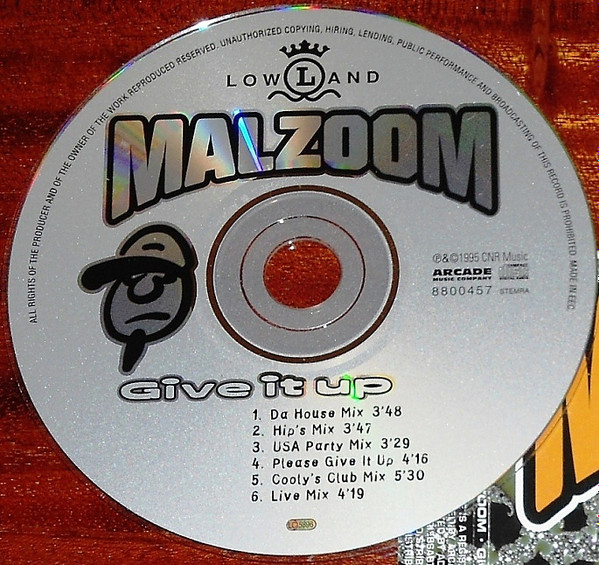 ALL RIGHTS OF THE PRODUCER AND OF THE OWNER OF THE WORK REPRODUCED RESERVED. UNAUTHORIZED COPYING, HIRING, LENDING, PUBLIC PERFORMANCE AND BROADCASTING OF THIS RECORD IS PROHIBITED. MADE IN EEC
LOW L LAND
MALZOOM
℗&©1995 CNR Music
ARCADE
MUSIC COMPANY
8800457 STEMRA
Give it up
1. Da House Mix 3'48
2. Hip's Mix 3'47
3. USA Party Mix 3'29
4. Please Give It Up 4'16
5. Cooly's Club Mix 5'30
6. Live Mix 4'19